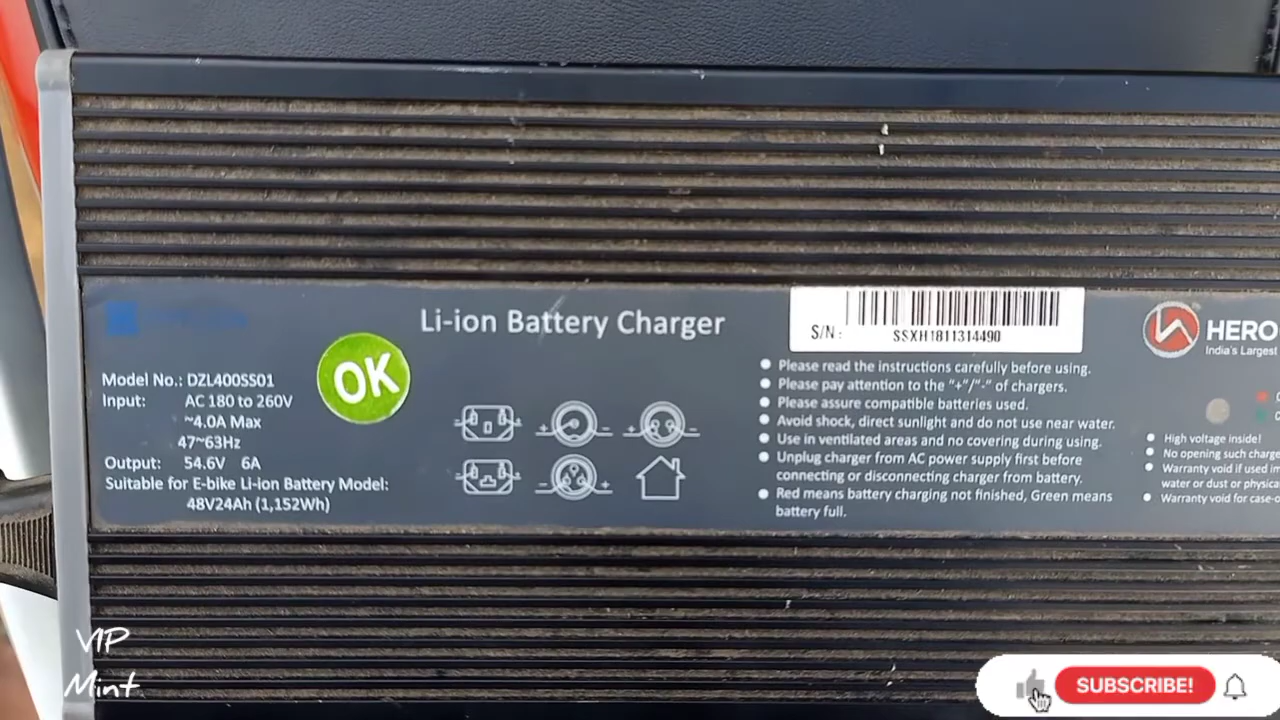 Li-ion Battery Charger
OK
Model No.: DZL400SS01
Input: AC 180 to 260V
~4.0A Max
47~63Hz
Output: 54.6V 6A
Suitable for E-bike Li-ion Battery Model:
48V24Ah (1,152Wh)
S/N: SSXH1811314490
Please read the instructions carefully before using.
Please pay attention to the "+"/"-" of chargers.
Please assure compatible batteries used.
Avoid shock, direct sunlight and do not use near water.
Use in ventilated areas and no covering during using.
Unplug charger from AC power supply first before
connecting or disconnecting charger from battery.
Red means battery charging not finished, Green means
battery full.
HERO
India's Largest
High voltage inside!
No opening such
Warranty void if used
water or dust or
Warranty void for
VIP
Mint
SUBSCRIBE!